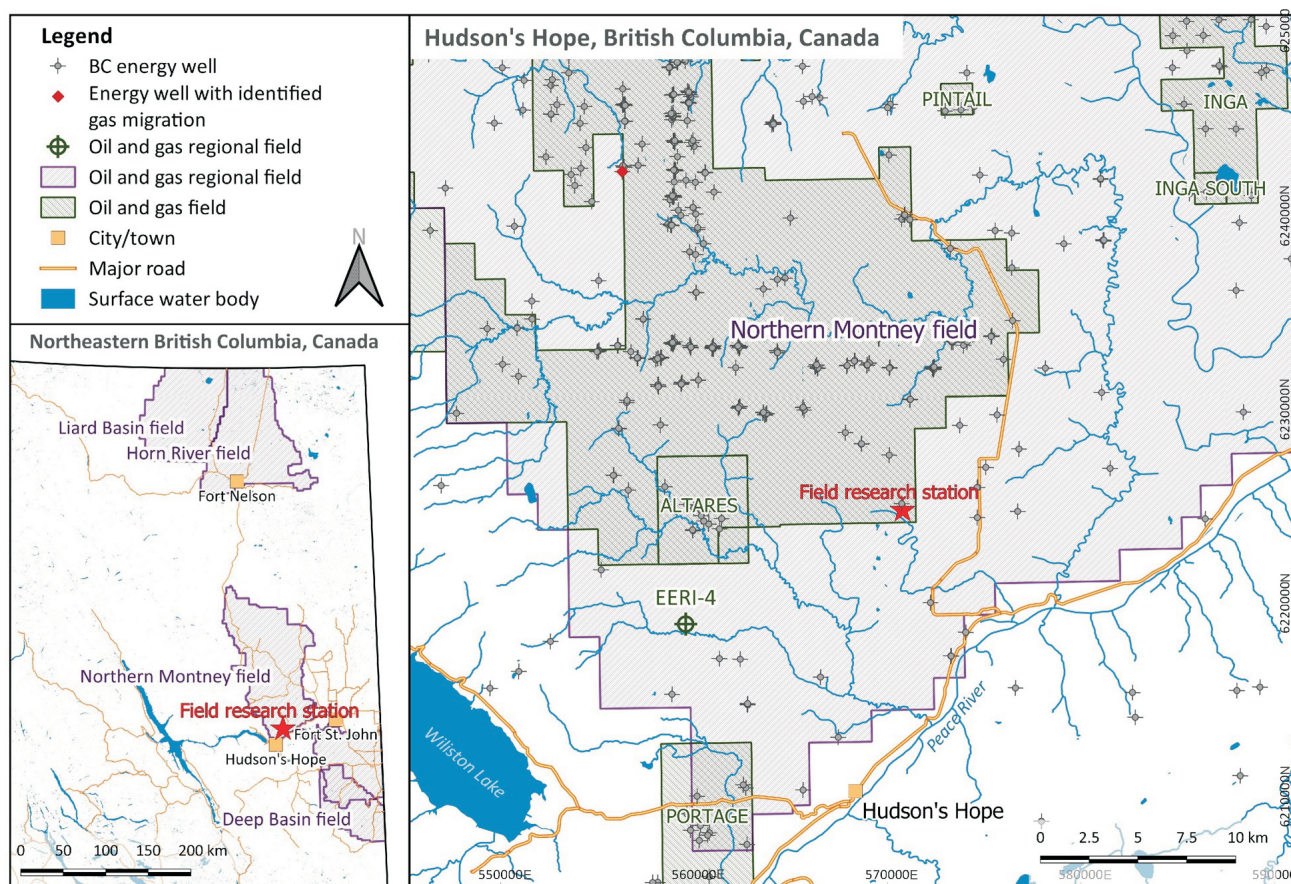 Legend
BC energy well
Energy well with identified
gas migration
Oil and gas regional field
Oil and gas regional field
Oil and gas field
City/town
Major road
Surface water body
N
Northeastern British Columbia, Canada
Liard Basin field
Horn River field
Fort Nelson
Northern Montney field
Field research station
Fort St. John
Hudson's Hope
Deep Basin field
0 50 100 150 200 km
Hudson's Hope, British Columbia, Canada
PINTAIL
INGA
INGA SOUTH
Northern Montney field
Field research station
ALTARES
EERI-4
Peace River
Williston Lake
PORTAGE
Hudson's Hope
0 2.5 5 7.5 10 km
550000E
560000E
570000E
580000E
625000
6240000N
6230000N
6220000N
6210000N